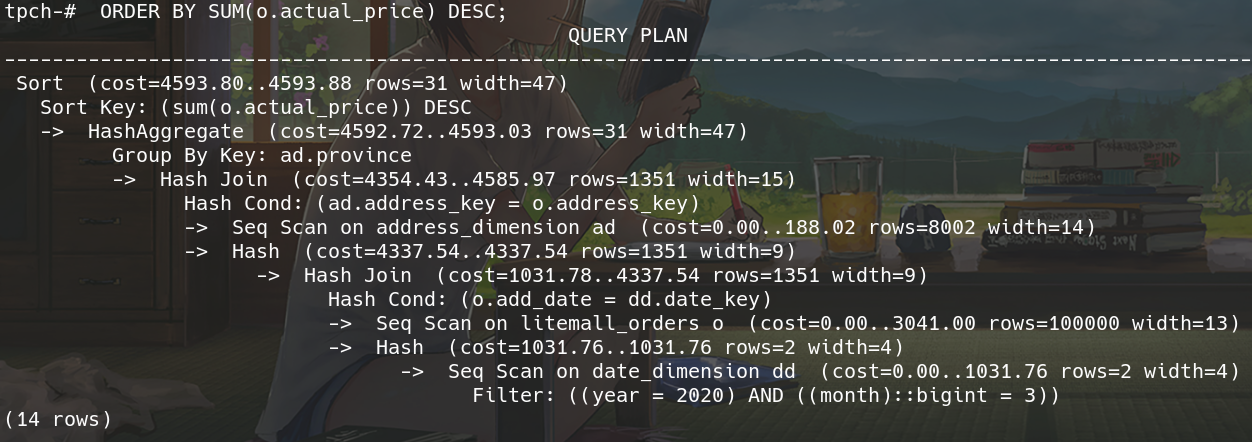 tpch-#  ORDER BY SUM(o.actual_price) DESC;
QUERY PLAN
--------------------------------------------------------------------------------------------------------
 Sort  (cost=4593.80..4593.88 rows=31 width=47)
   Sort Key: (sum(o.actual_price)) DESC
   ->  HashAggregate  (cost=4592.72..4593.03 rows=31 width=47)
         Group By Key: ad.province
         ->  Hash Join  (cost=4354.43..4585.97 rows=1351 width=15)
               Hash Cond: (ad.address_key = o.address_key)
               ->  Seq Scan on address_dimension ad  (cost=0.00..188.02 rows=8002 width=14)
               ->  Hash  (cost=4337.54..4337.54 rows=1351 width=9)
                     ->  Hash Join  (cost=1031.78..4337.54 rows=1351 width=9)
                           Hash Cond: (o.add_date = dd.date_key)
                           ->  Seq Scan on litemall_orders o  (cost=0.00..3041.00 rows=100000 width=13)
                           ->  Hash  (cost=1031.76..1031.76 rows=2 width=4)
                                 ->  Seq Scan on date_dimension dd  (cost=0.00..1031.76 rows=2 width=4)
                                       Filter: ((year = 2020) AND ((month)::bigint = 3))
(14 rows)